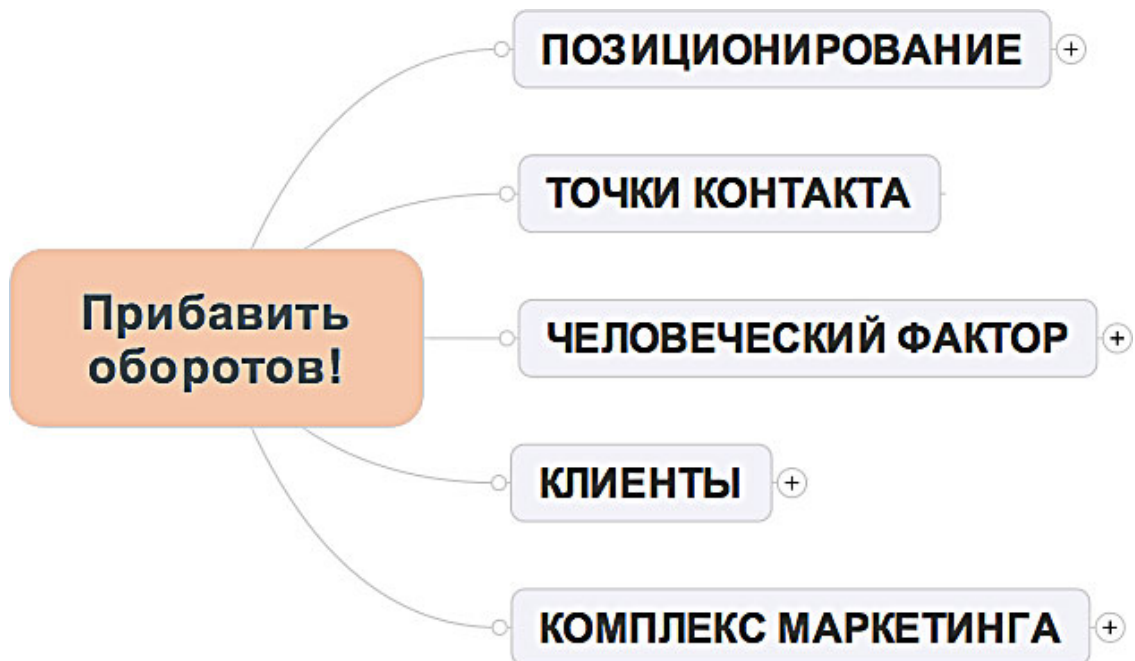 ПОЗИЦИОНИРОВАНИЕ
ТОЧКИ КОНТАКТА
Прибавить
оборотов!
ЧЕЛОВЕЧЕСКИЙ ФАКТОР
КЛИЕНТЫ
КОМПЛЕКС МАРКЕТИНГА